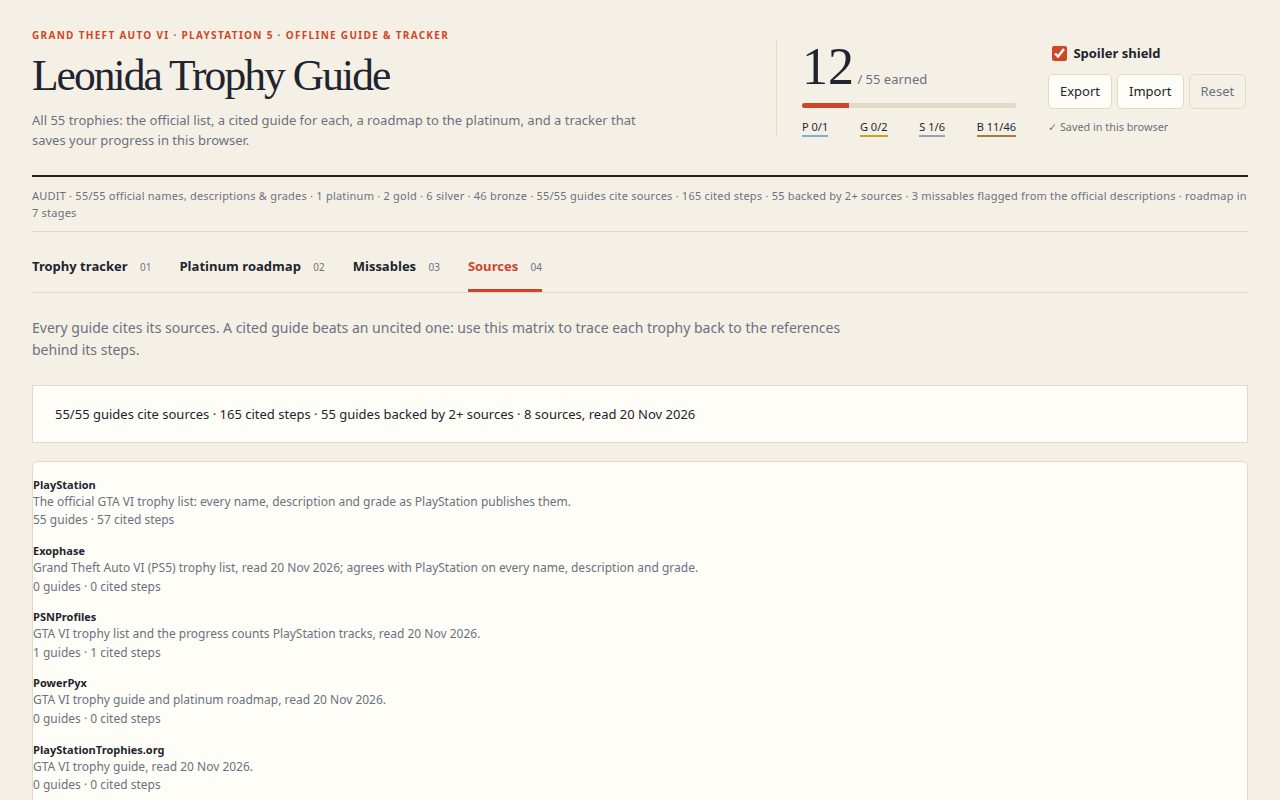 GRAND THEFT AUTO VI · PLAYSTATION 5 · OFFLINE GUIDE & TRACKER
Leonida Trophy Guide
All 55 trophies: the official list, a cited guide for each, a roadmap to the platinum, and a tracker that
saves your progress in this browser.
12 / 55 earned
P 0/1 G 0/2 S 1/6 B 11/46
Spoiler shield
Export Import Reset
✓ Saved in this browser
AUDIT · 55/55 official names, descriptions & grades · 1 platinum · 2 gold · 6 silver · 46 bronze · 55/55 guides cite sources · 165 cited steps · 55 backed by 2+ sources · 3 missables flagged from the official descriptions · roadmap in
7 stages
Trophy tracker 01 Platinum roadmap 02 Missables 03 Sources 04
Every guide cites its sources. A cited guide beats an uncited one: use this matrix to trace each trophy back to the references
behind its steps.
55/55 guides cite sources · 165 cited steps · 55 guides backed by 2+ sources · 8 sources, read 20 Nov 2026
PlayStation
The official GTA VI trophy list: every name, description and grade as PlayStation publishes them.
55 guides · 57 cited steps
Exophase
Grand Theft Auto VI (PS5) trophy list, read 20 Nov 2026; agrees with PlayStation on every name, description and grade.
0 guides · 0 cited steps
PSNProfiles
GTA VI trophy list and the progress counts PlayStation tracks, read 20 Nov 2026.
1 guides · 1 cited steps
PowerPyx
GTA VI trophy guide and platinum roadmap, read 20 Nov 2026.
0 guides · 0 cited steps
PlayStationTrophies.org
GTA VI trophy guide, read 20 Nov 2026.
0 guides · 0 cited steps